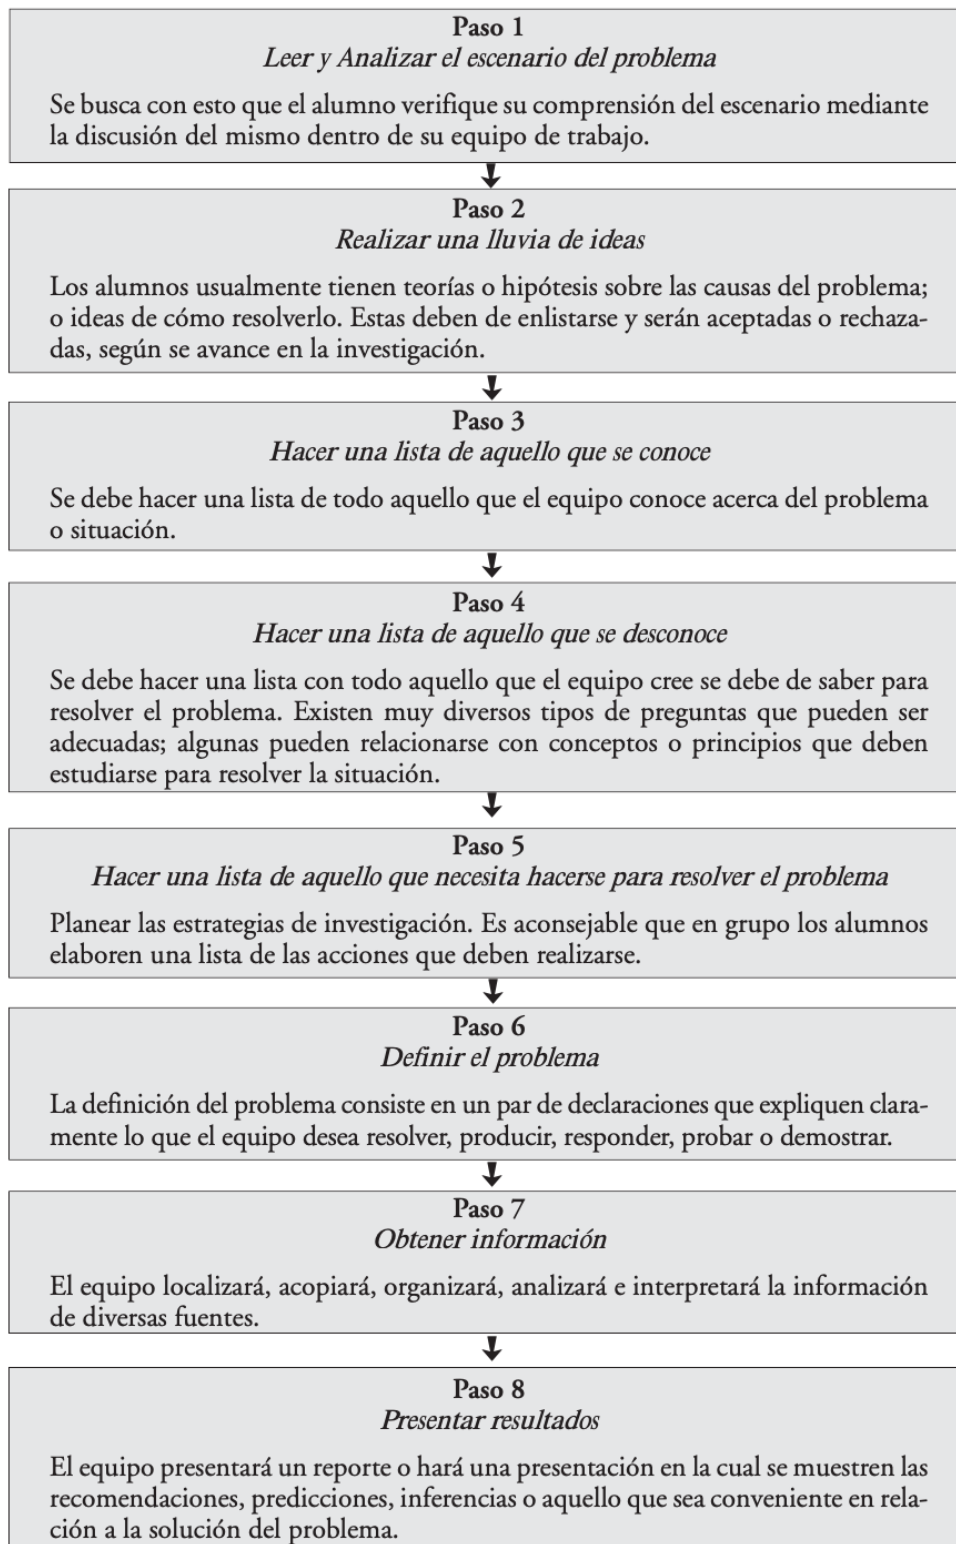 Paso 1
Leer y Analizar el escenario del problema
Se busca con esto que el alumno verifique su comprensión del escenario mediante
la discusión del mismo dentro de su equipo de trabajo.
Paso 2
Realizar una lluvia de ideas
Los alumnos usualmente tienen teorías o hipótesis sobre las causas del problema;
o ideas de cómo resolverlo. Estas deben de enlistarse y serán aceptadas o rechaza-
das, según se avance en la investigación.
Paso 3
Hacer una lista de aquello que se conoce
Se debe hacer una lista de todo aquello que el equipo conoce acerca del problema
o situación.
Paso 4
Hacer una lista de aquello que se desconoce
Se debe hacer una lista con todo aquello que el equipo cree se debe de saber para
resolver el problema. Existen muy diversos tipos de preguntas que pueden ser
adecuadas; algunas pueden relacionarse con conceptos o principios que deben
estudiarse para resolver la situación.
Paso 5
Hacer una lista de aquello que necesita hacerse para resolver el problema
Planear las estrategias de investigación. Es aconsejable que en grupo los alumnos
elaboren una lista de las acciones que deben realizarse.
Paso 6
Definir el problema
La definición del problema consiste en un par de declaraciones que expliquen clara-
mente lo que el equipo desea resolver, producir, responder, probar o demostrar.
Paso 7
Obtener información
El equipo localizará, acopiará, organizará, analizará e interpretará la información
de diversas fuentes.
Paso 8
Presentar resultados
El equipo presentará un reporte o hará una presentación en la cual se muestren las
recomendaciones, predicciones, inferencias o aquello que sea conveniente en rela-
ción a la solución del problema.